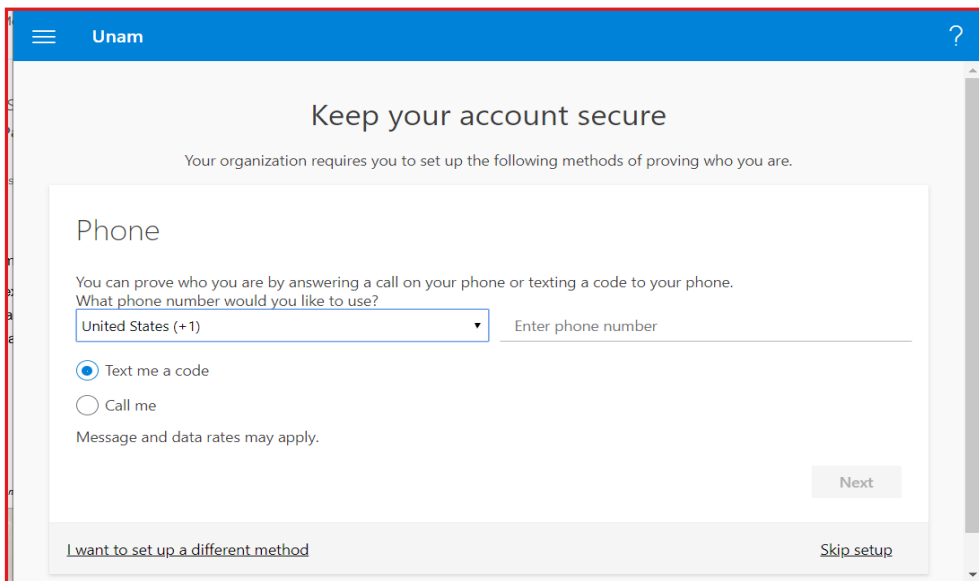 Unam
?
Keep your account secure
Your organization requires you to set up the following methods of proving who you are.
Phone
You can prove who you are by answering a call on your phone or texting a code to your phone.
What phone number would you like to use?
United States (+1) Enter phone number
Text me a code
Call me
Message and data rates may apply.
Next
I want to set up a different method Skip setup